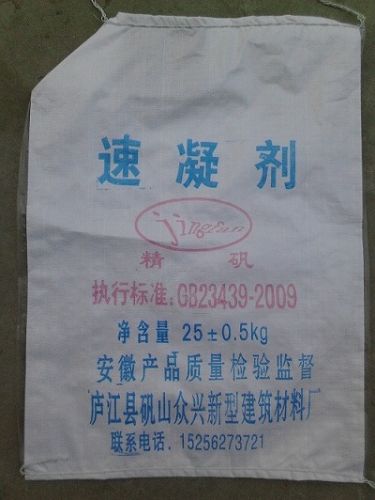 速凝剂
jingfan
精矾
执行标准:GB23439-2009
净含量 25±0.5kg
安徽产品质量检验监督
庐江县矾山众兴新型建筑材料厂
联系电话.15256273721